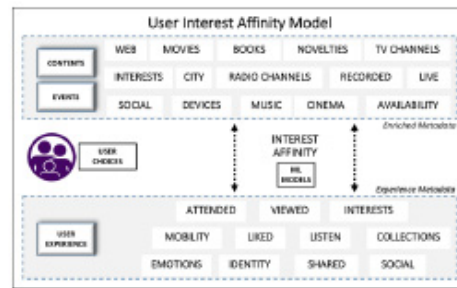 User Interest Affinity Model
CONTENTS
EVENTS
WEB MOVIES BOOKS NOVELTIES TV CHANNELS
INTERESTS CITY RADIO CHANNELS RECORDED LIVE
SOCIAL DEVICES MUSIC CINEMA AVAILABILITY
Enriched Metadata
USER
CHOICES
INTEREST
AFFINITY
ML
MODELS
Experience Metadata
USER
EXPERIENCE
ATTENDED VIEWED INTERESTS
MOBILITY LIKED LISTEN COLLECTIONS
EMOTIONS IDENTITY SHARED SOCIAL